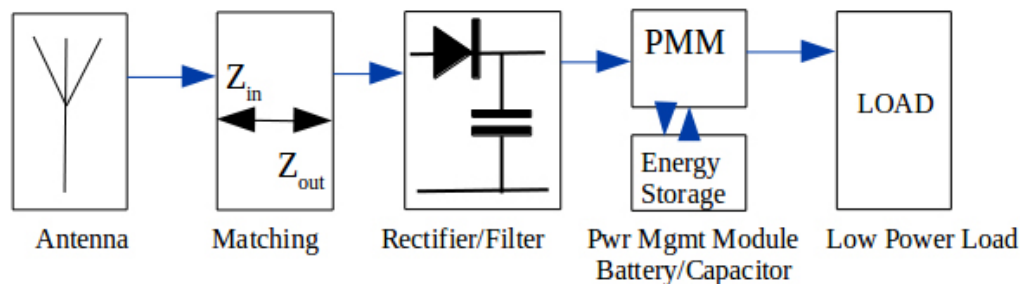 PMM
Z in
Z out
LOAD
Energy
Storage
Antenna
Matching
Rectifier/Filter
Pwr Mgmt Module
Battery/Capacitor
Low Power Load